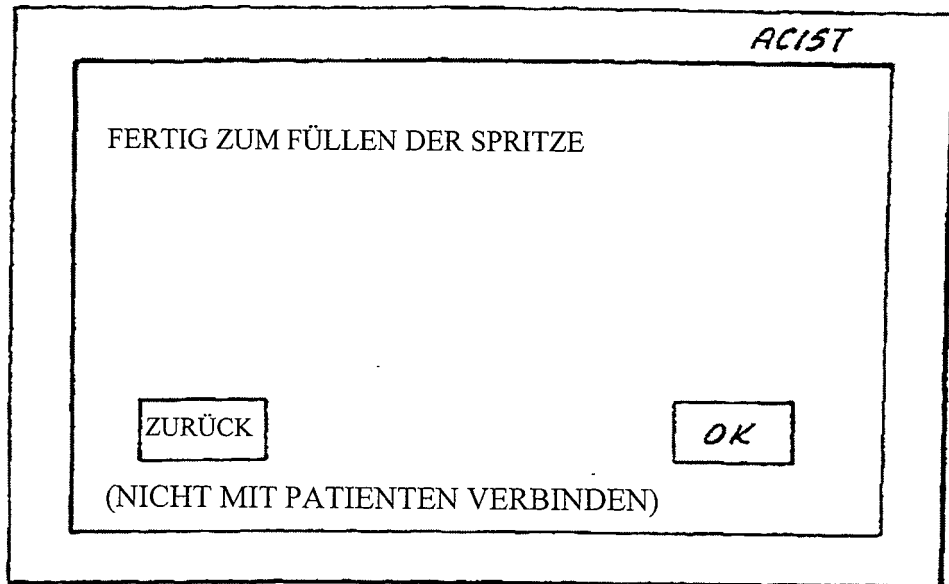 ACIST
FERTIG ZUM FÜLLEN DER SPRITZE
ZURÜCK
OK
(NICHT MIT PATIENTEN VERBINDEN)